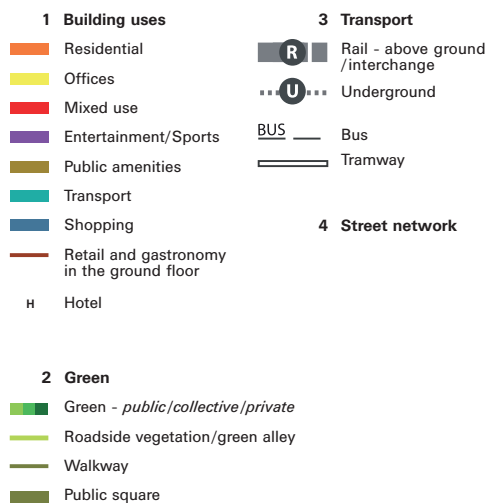 1 Building uses
Residential
Offices
Mixed use
Entertainment/Sports
Public amenities
Transport
Shopping
Retail and gastronomy
in the ground floor
H Hotel
2 Green
Green - public/collective/private
Roadside vegetation/green alley
Walkway
Public square
3 Transport
R Rail - above ground
/interchange
U Underground
BUS Bus
Tramway
4 Street network